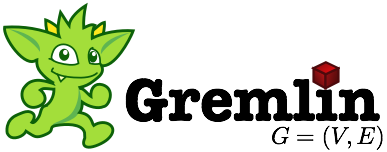 Gremlin
G = (V, E)